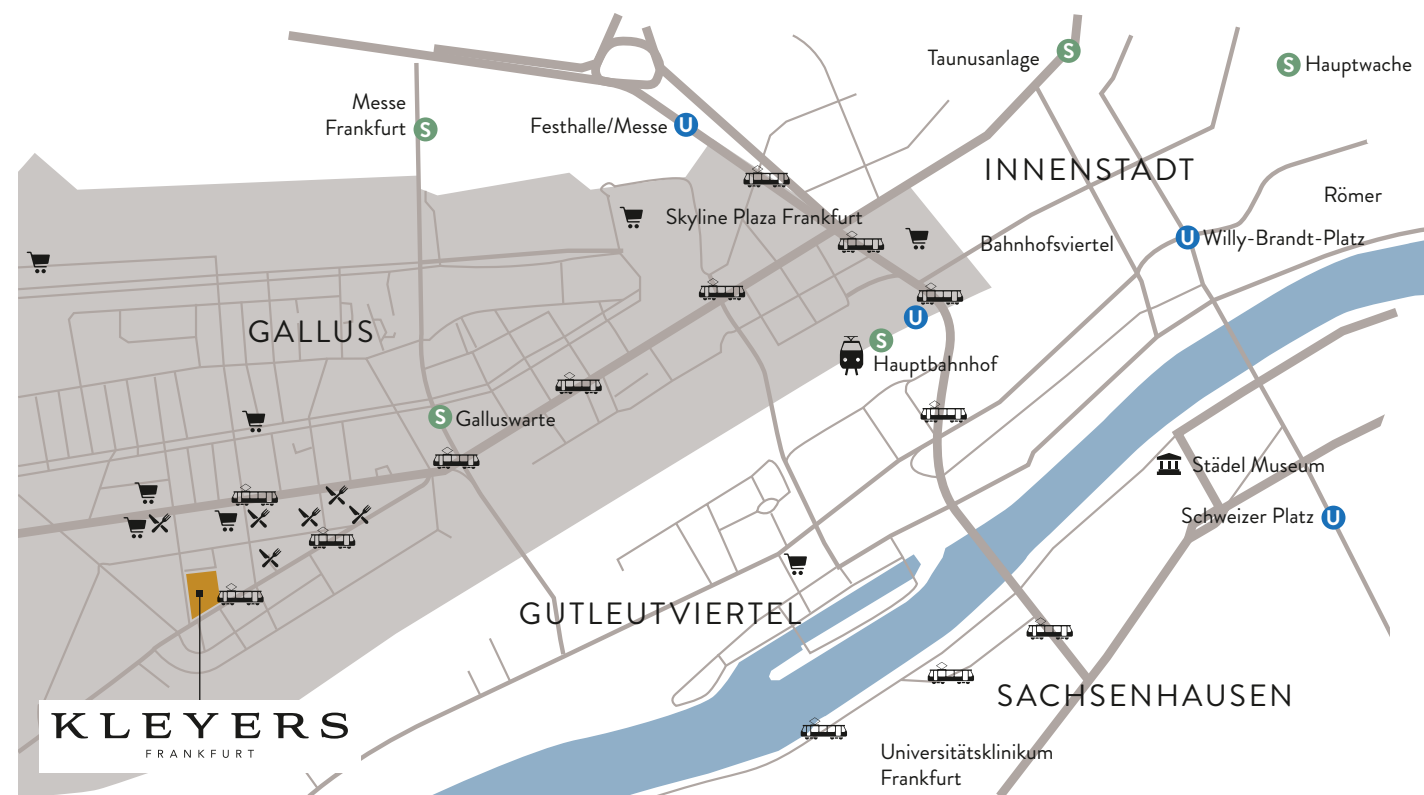 Taunusanlage
S
S Hauptwache
Messe
Frankfurt S
Festhalle/Messe U
INNENSTADT
Römer
Skyline Plaza Frankfurt
Bahnhofsviertel
U Willy-Brandt-Platz
GALLUS
U
S
Hauptbahnhof
S Galluswarte
Städel Museum
Schweizer Platz U
GUTLEUTVIERTEL
SACHSENHAUSEN
KLEYERS
FRANKFURT
Universitätsklinikum
Frankfurt